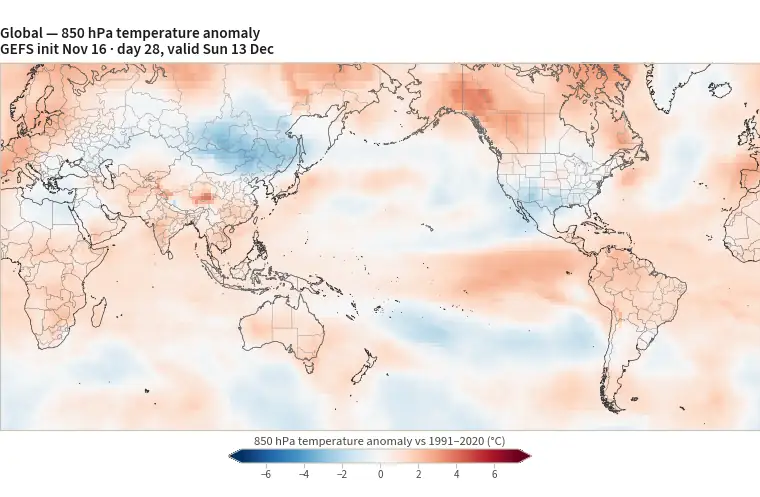 Global — 850 hPa temperature anomaly
GEFS init Nov 16 · day 28, valid Sun 13 Dec
850 hPa temperature anomaly vs 1991–2020 (°C)
−6 −4 −2 0 2 4 6